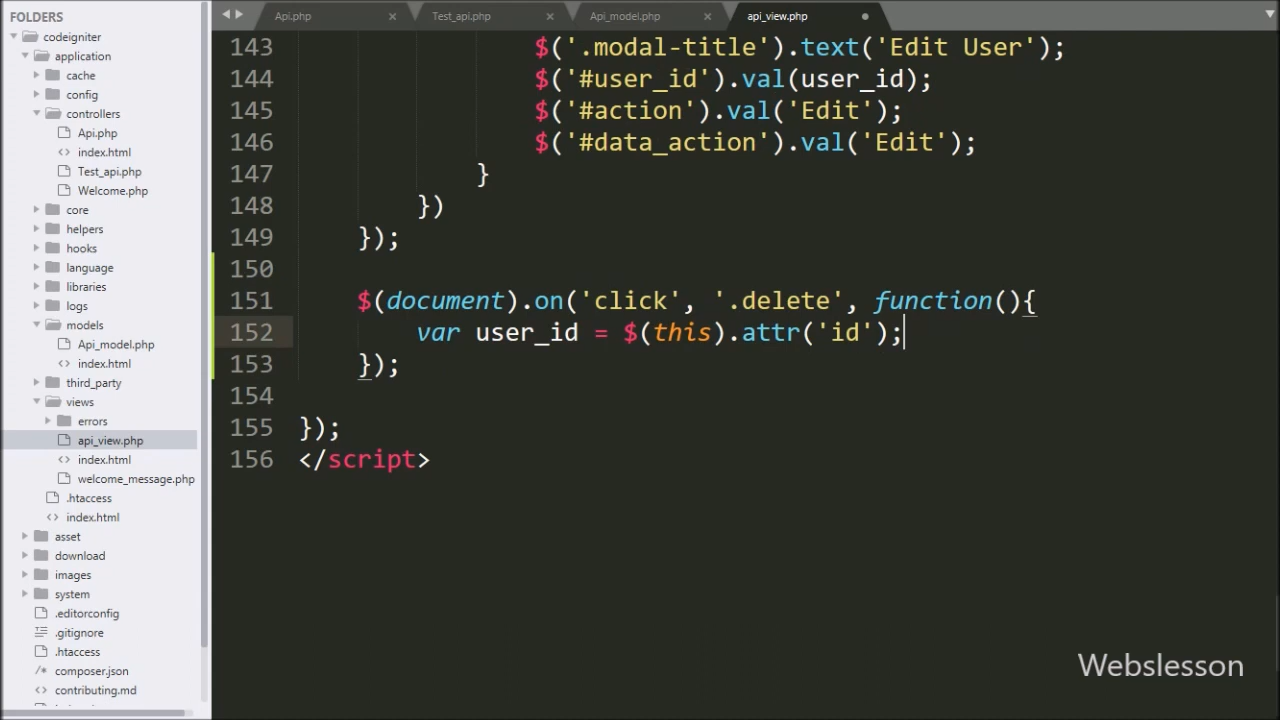 FOLDERS
codeigniter
application
cache
config
controllers
Api.php
index.html
Test_api.php
Welcome.php
core
helpers
hooks
language
libraries
logs
models
Api_model.php
index.html
third_party
views
errors
api_view.php
index.html
welcome_message.php
.htaccess
index.html
asset
download
images
system
.editorconfig
.gitignore
.htaccess
composer.json
contributing.md
Api.php
Test_api.php
Api_model.php
api_view.php
143 $('.modal-title').text('Edit User');
144 $('#user_id').val(user_id);
145 $('#action').val('Edit');
146 $('#data_action').val('Edit');
147 }
148 })
149 });
150
151 $(document).on('click', '.delete', function(){
152 var user_id = $(this).attr('id');
153 });
154
155 });
156 </script>
Webslesson